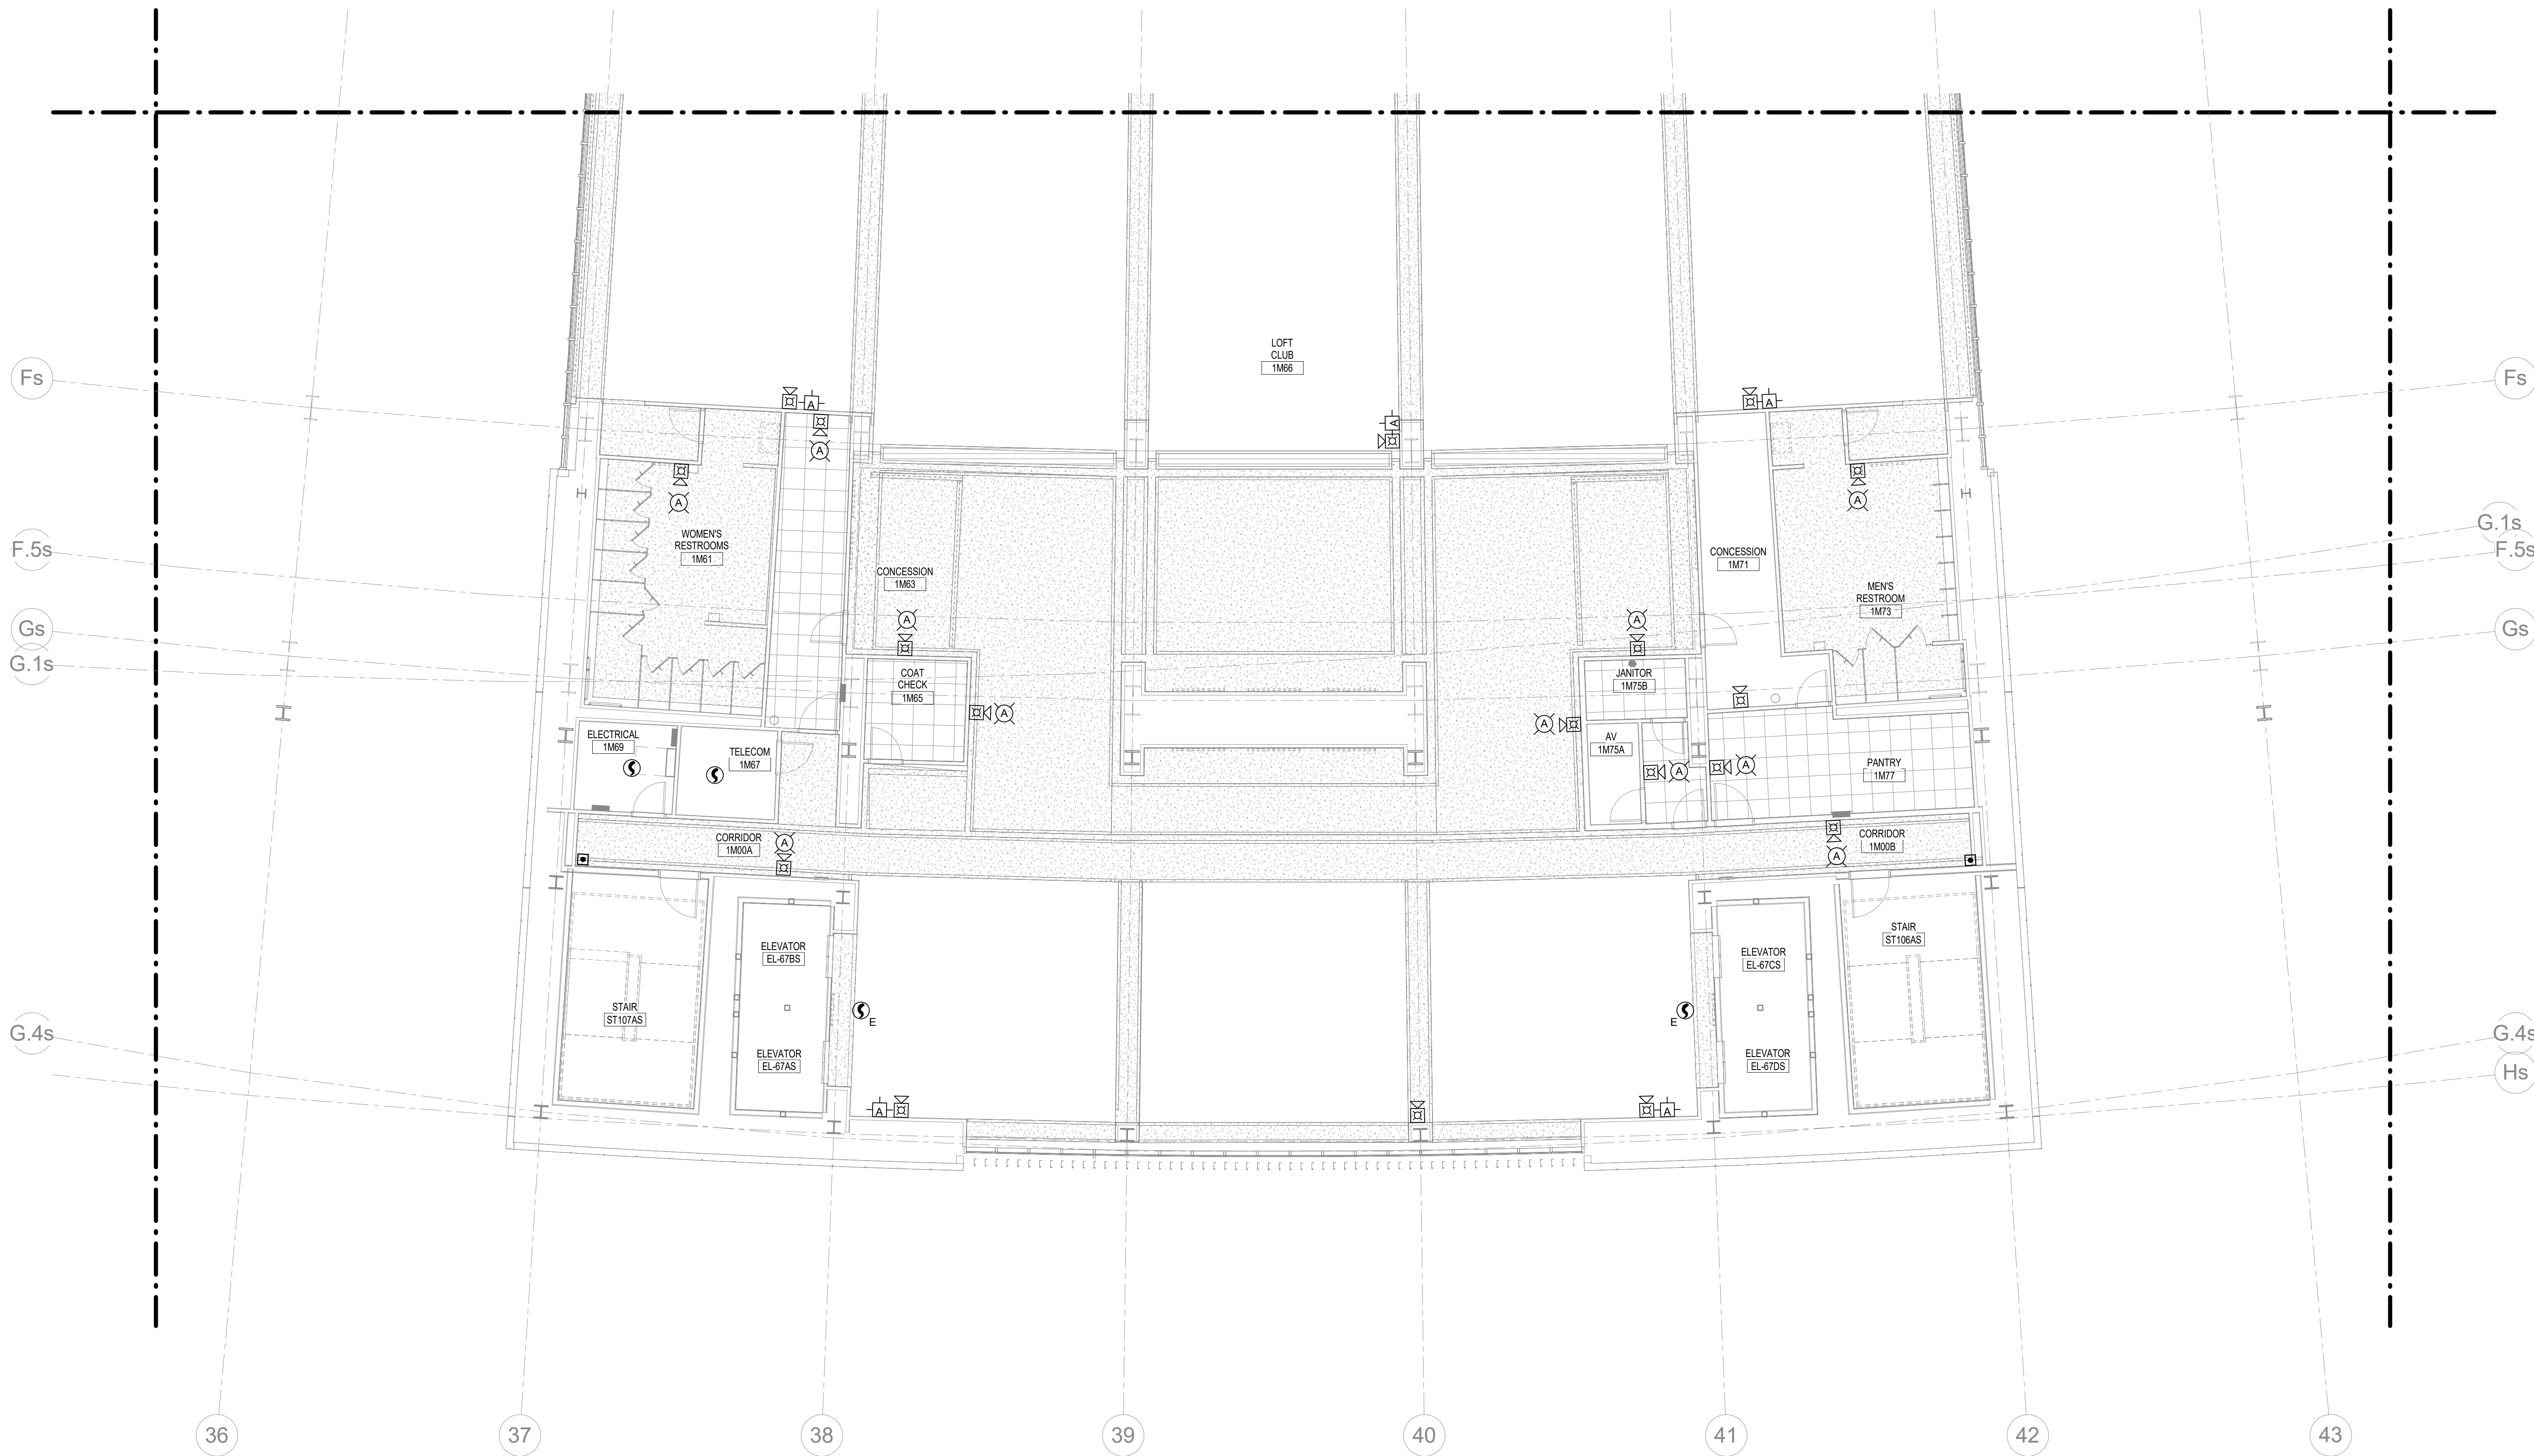 LOFT
CLUB
1M66
Fs
Fs
A
A
A
A
A
A
G.1s
F.5s
F.5s
WOMEN'S
RESTROOMS
1M61
CONCESSION
1M63
CONCESSION
1M71
MEN'S
RESTROOM
1M73
A
A
Gs
Gs
G.1s
COAT
CHECK
1M65
JANITOR
1M75B
A
A
ELECTRICAL
1M69
TELECOM
1M67
AV
1M75A
A
A
PANTRY
1M77
CORRIDOR
1M00A
A
CORRIDOR
1M00B
A
ELEVATOR
EL-67BS
ELEVATOR
EL-67CS
STAIR
ST106AS
STAIR
ST107AS
E
E
G.4s
G.4s
ELEVATOR
EL-67AS
ELEVATOR
EL-67DS
Hs
A
A
36
37
38
39
40
41
42
43